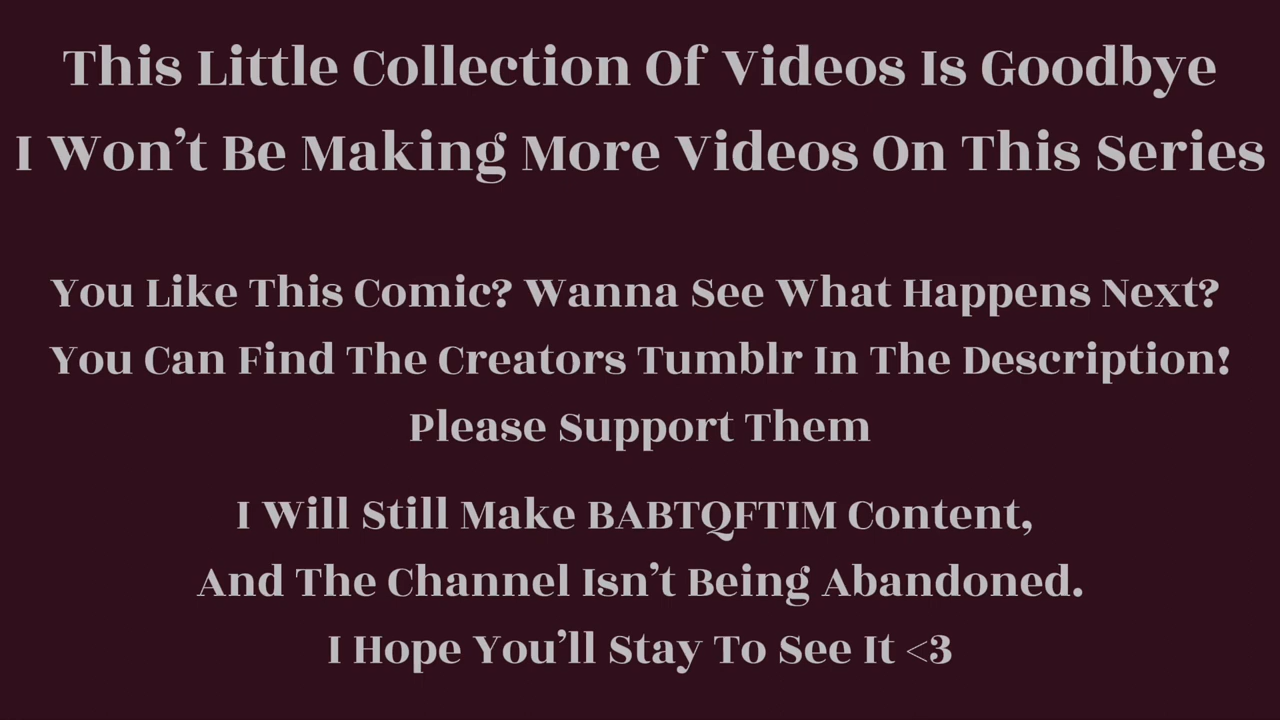 This Little Collection Of Videos Is Goodbye
I Won’t Be Making More Videos On This Series
You Like This Comic? Wanna See What Happens Next?
You Can Find The Creators Tumblr In The Description!
Please Support Them
I Will Still Make BABTQFTIM Content,
And The Channel Isn’t Being Abandoned.
I Hope You’ll Stay To See It <3